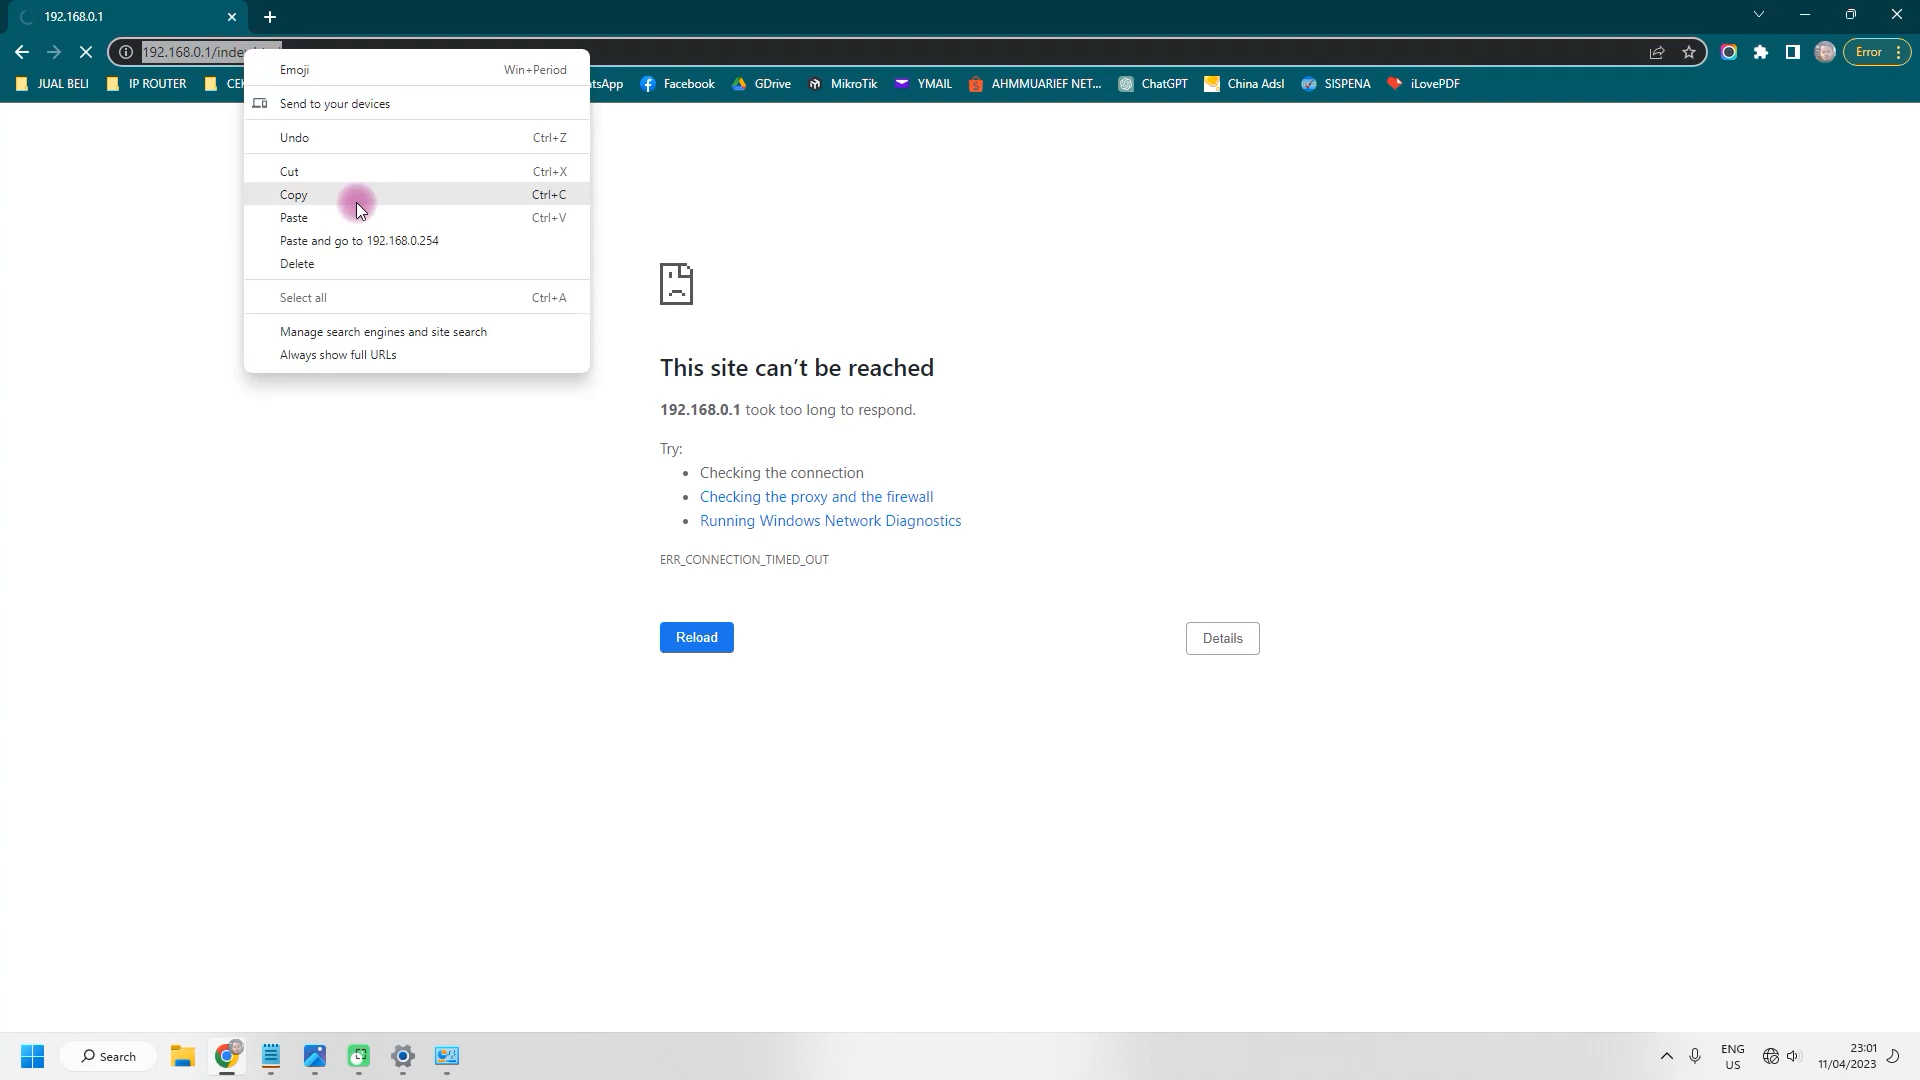 192.168.0.1
192.168.0.1/inde
Error
JUAL BELI
IP ROUTER
Facebook
GDrive
MikroTik
YMAIL
AHMMUARIEF NET...
ChatGPT
China Adsl
SISPENA
iLovePDF
Emoji Win+Period
Send to your devices
Undo Ctrl+Z
Cut Ctrl+X
Copy Ctrl+C
Paste Ctrl+V
Paste and go to 192.168.0.254
Delete
Select all Ctrl+A
Manage search engines and site search
Always show full URLs
This site can’t be reached
192.168.0.1 took too long to respond.
Try:
Checking the connection
Checking the proxy and the firewall
Running Windows Network Diagnostics
ERR_CONNECTION_TIMED_OUT
Reload
Details
Search
ENG
US
23:01
11/04/2023